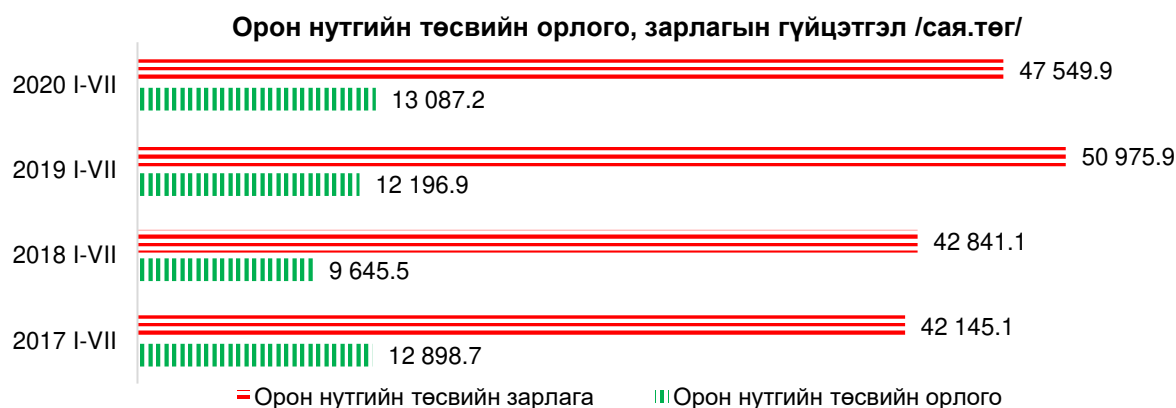 Орон нутгийн төсвийн орлого, зарлагын гүйцэтгэл /сая.төг/
2020 I-VII
47 549.9
13 087.2
2019 I-VII
50 975.9
12 196.9
2018 I-VII
42 841.1
9 645.5
2017 I-VII
42 145.1
12 898.7
Орон нутгийн төсвийн зарлага Орон нутгийн төсвийн орлого